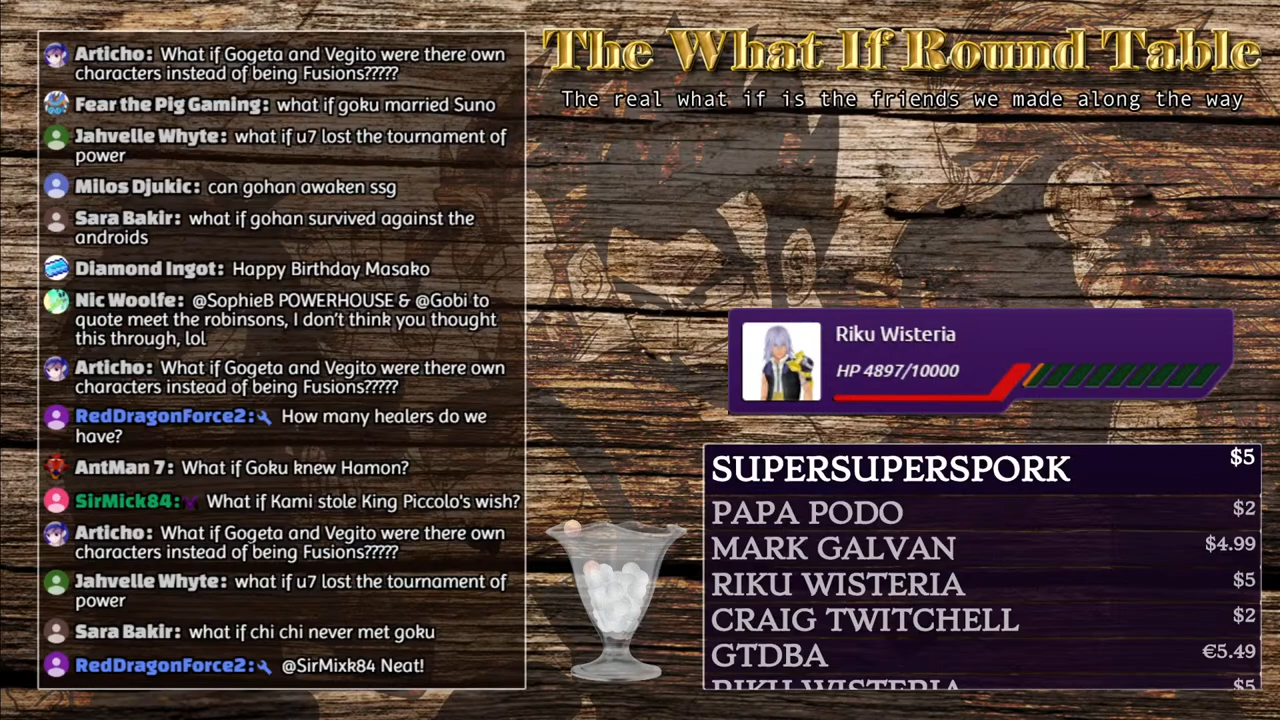 Articho: What if Gogeta and Vegito were there own
characters instead of being Fusions?????
Fear the Pig Gaming: what if goku married Suno
Jahvelle Whyte: what if u7 lost the tournament of
power
Milos Djukic: can gohan awaken ssg
Sara Bakir: what if gohan survived against the
androids
Diamond Ingot: Happy Birthday Masako
Nic Woolfe: @SophieB POWERHOUSE & @Gobi to
quote meet the robinsons, I don't think you thought
this through, lol
Articho: What if Gogeta and Vegito were there own
characters instead of being Fusions?????
RedDragonForce2: How many healers do we
have?
AntMan 7: What if Goku knew Hamon?
SirMick84: What if Kami stole King Piccolo's wish?
Articho: What if Gogeta and Vegito were there own
characters instead of being Fusions?????
Jahvelle Whyte: what if u7 lost the tournament of
power
Sara Bakir: what if chi chi never met goku
RedDragonForce2: @SirMixk84 Neat!
The What If Round Table
The real what if is the friends we made along the way
Riku Wisteria
HP 4897/10000
SUPERSUPERSPORK $5
PAPA PODO $2
MARK GALVAN $4.99
RIKU WISTERIA $5
CRAIG TWITCHELL $2
GTDBA €5.49
RIKU WISTERIA $5